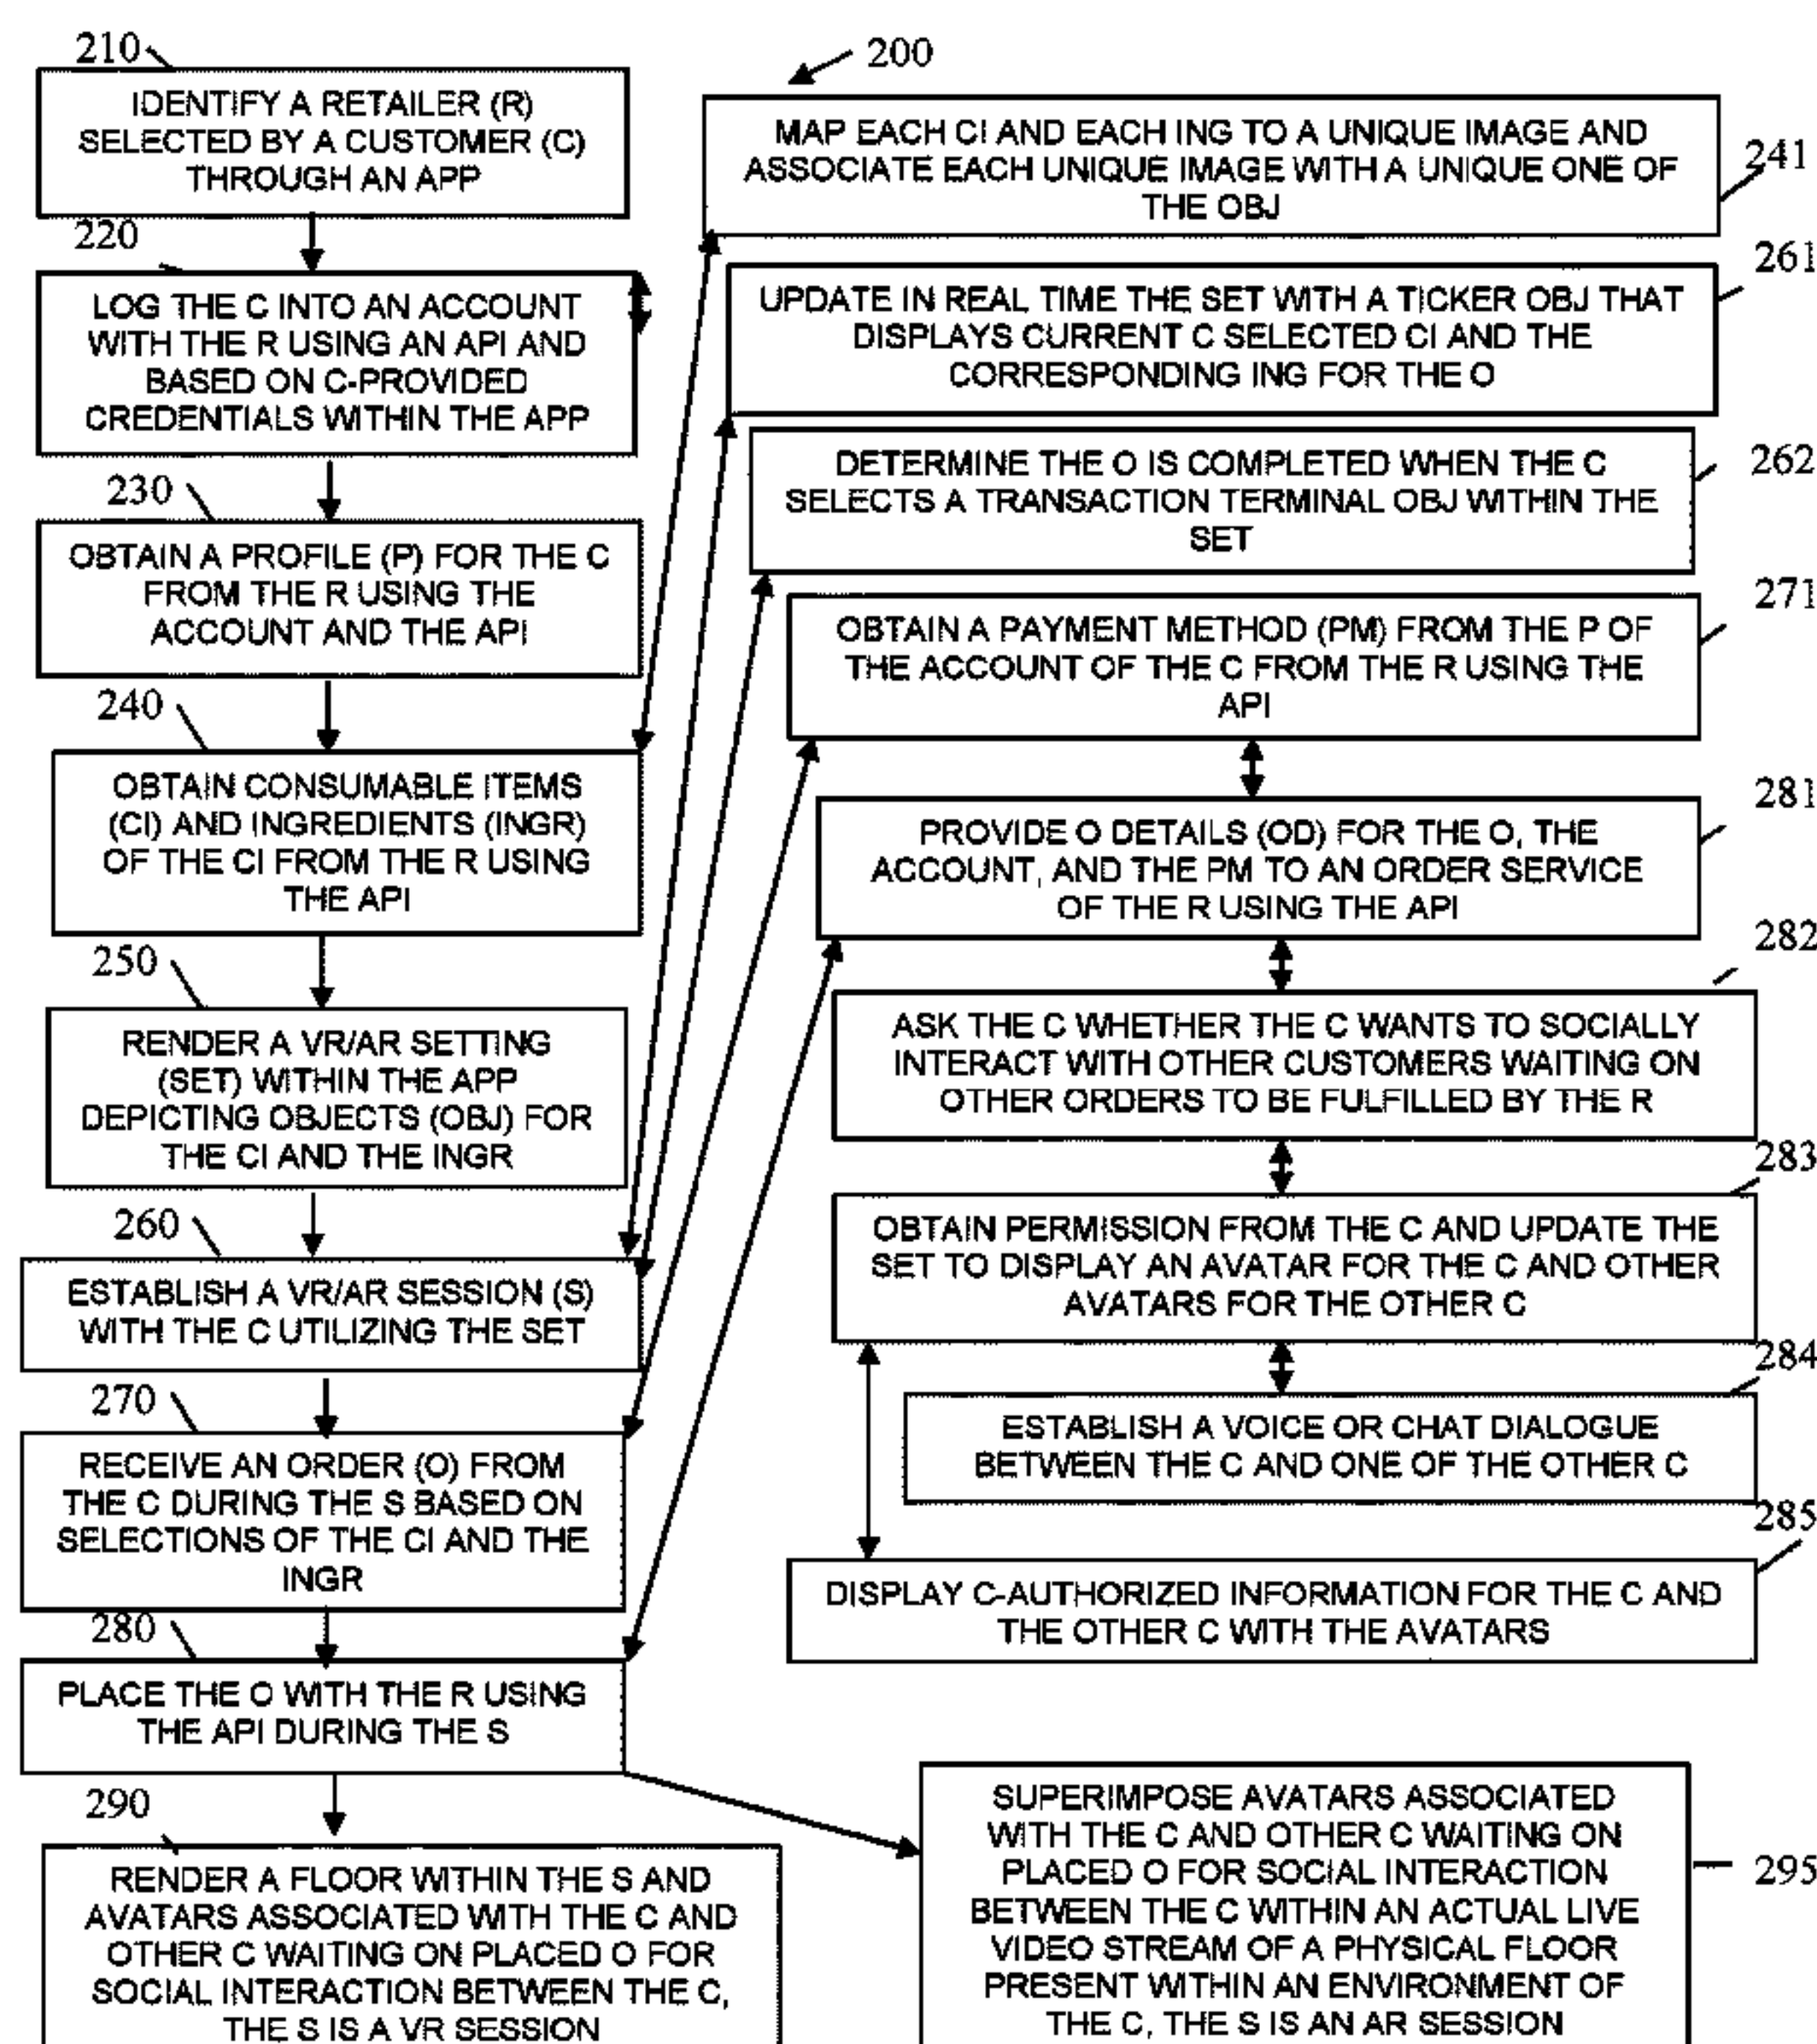 210
IDENTIFY A RETAILER (R)
SELECTED BY A CUSTOMER (C)
THROUGH AN APP
220
LOG THE C INTO AN ACCOUNT
WITH THE R USING AN API AND
BASED ON C-PROVIDED
CREDENTIALS WITHIN THE APP
230
OBTAIN A PROFILE (P) FOR THE C
FROM THE R USING THE
ACCOUNT AND THE API
240
OBTAIN CONSUMABLE ITEMS
(CI) AND INGREDIENTS (INGR)
OF THE CI FROM THE R USING
THE API
250
RENDER A VR/AR SETTING
(SET) WITHIN THE APP
DEPICTING OBJECTS (OBJ) FOR
THE CI AND THE INGR
260
ESTABLISH A VR/AR SESSION (S)
WITH THE C UTILIZING THE SET
270
RECEIVE AN ORDER (O) FROM
THE C DURING THE S BASED ON
SELECTIONS OF THE CI AND THE
INGR
280
PLACE THE O WITH THE R USING
THE API DURING THE S
290
RENDER A FLOOR WITHIN THE S AND
AVATARS ASSOCIATED WITH THE C AND
OTHER C WAITING ON PLACED O FOR
SOCIAL INTERACTION BETWEEN THE C,
THE S IS A VR SESSION
200
MAP EACH CI AND EACH ING TO A UNIQUE IMAGE AND
ASSOCIATE EACH UNIQUE IMAGE WITH A UNIQUE ONE OF
THE OBJ
241
UPDATE IN REAL TIME THE SET WITH A TICKER OBJ THAT
DISPLAYS CURRENT C SELECTED CI AND THE
CORRESPONDING ING FOR THE O
261
DETERMINE THE O IS COMPLETED WHEN THE C
SELECTS A TRANSACTION TERMINAL OBJ WITHIN THE
SET
262
OBTAIN A PAYMENT METHOD (PM) FROM THE P OF
THE ACCOUNT OF THE C FROM THE R USING THE
API
271
PROVIDE O DETAILS (OD) FOR THE O, THE
ACCOUNT, AND THE PM TO AN ORDER SERVICE
OF THE R USING THE API
281
ASK THE C WHETHER THE C WANTS TO SOCIALLY
INTERACT WITH OTHER CUSTOMERS WAITING ON
OTHER ORDERS TO BE FULFILLED BY THE R
282
OBTAIN PERMISSION FROM THE C AND UPDATE THE
SET TO DISPLAY AN AVATAR FOR THE C AND OTHER
AVATARS FOR THE OTHER C
283
ESTABLISH A VOICE OR CHAT DIALOGUE
BETWEEN THE C AND ONE OF THE OTHER C
284
DISPLAY C-AUTHORIZED INFORMATION FOR THE C AND
THE OTHER C WITH THE AVATARS
285
SUPERIMPOSE AVATARS ASSOCIATED
WITH THE C AND OTHER C WAITING ON
PLACED O FOR SOCIAL INTERACTION
BETWEEN THE C WITHIN AN ACTUAL LIVE
VIDEO STREAM OF A PHYSICAL FLOOR
PRESENT WITHIN AN ENVIRONMENT OF
THE C, THE S IS AN AR SESSION
295